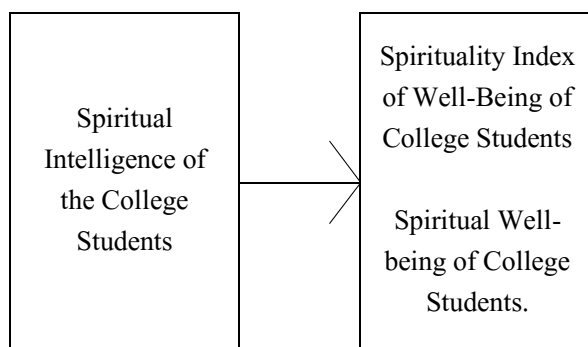 Spiritual
Intelligence of
the College
Students
Spirituality Index
of Well-Being of
College Students
Spiritual Well-
being of College
Students.